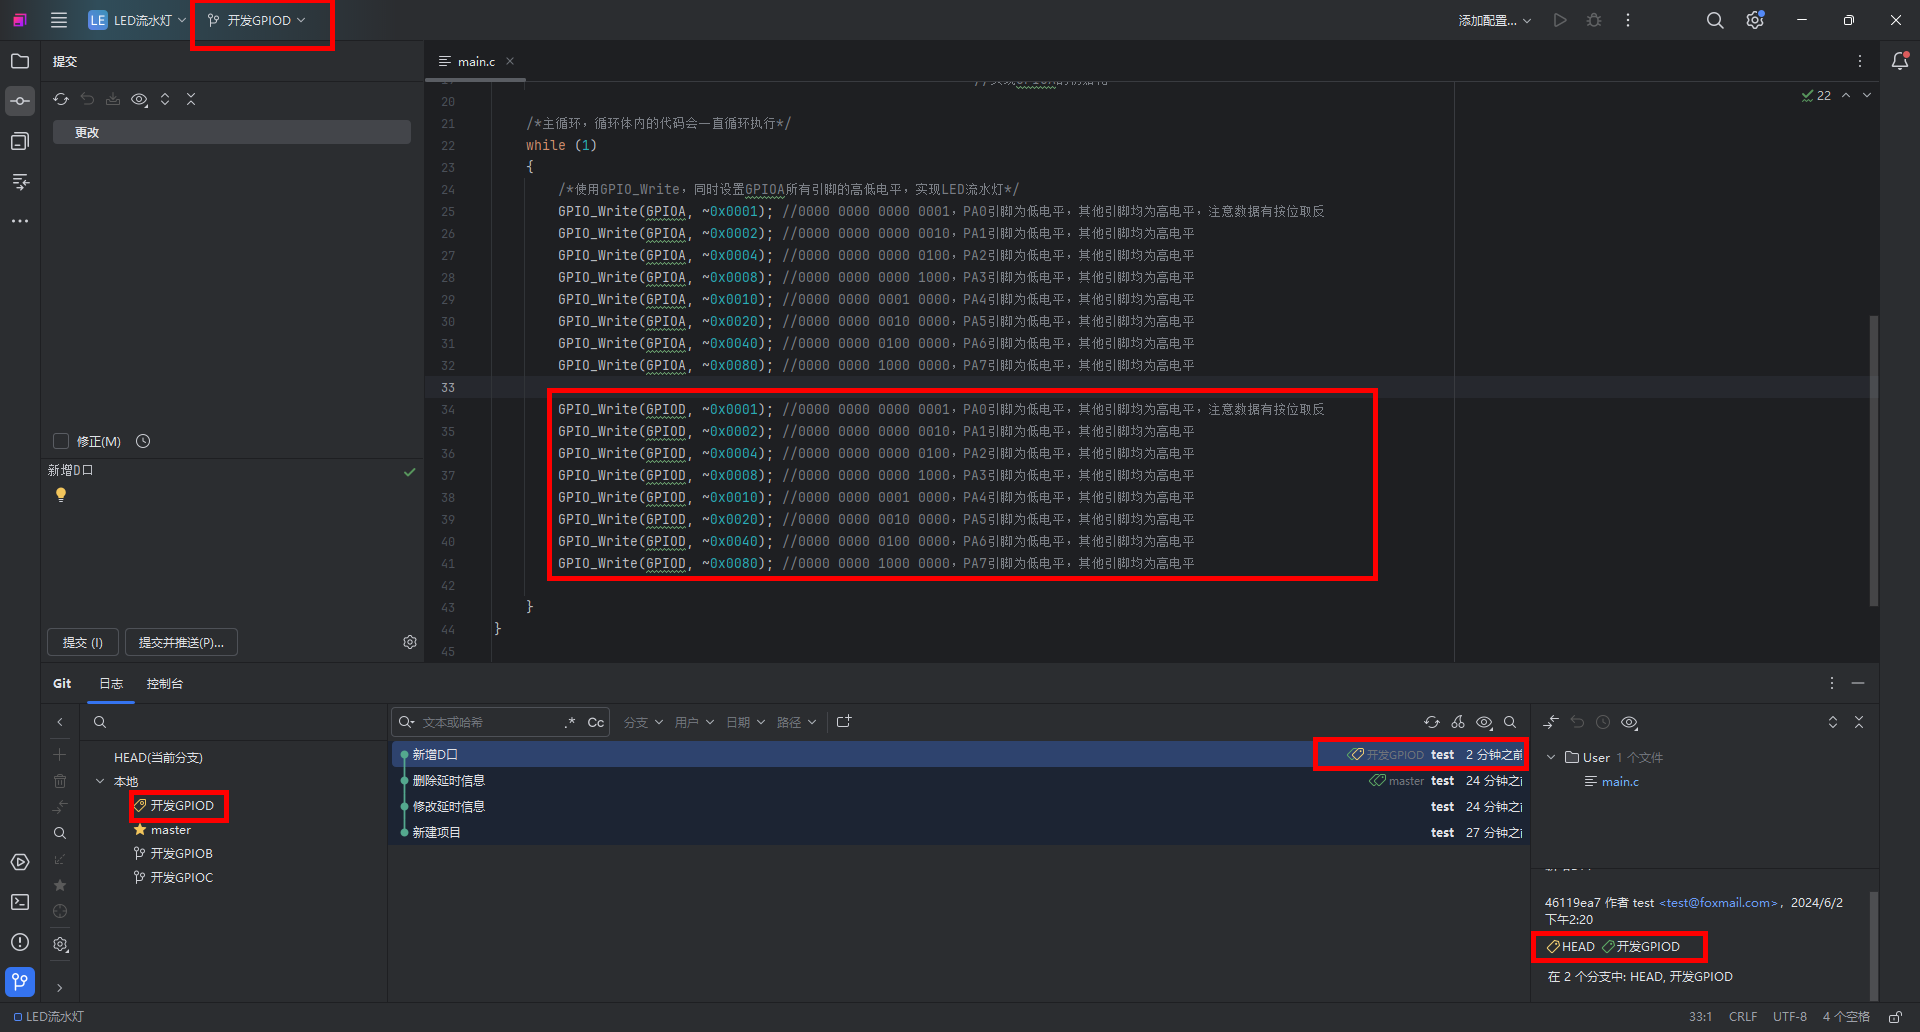 LE LED流水灯 开发GPIOD 添加配置...
提交
main.c
更改
22
20
21 /*主循环，循环体内的代码会一直循环执行*/
22 while (1)
23 {
24 /*使用GPIO_Write，同时设置GPIOA所有引脚的高低电平，实现LED流水灯*/
25 GPIO_Write(GPIOA, ~0x0001); //0000 0000 0000 0001，PA0引脚为低电平，其他引脚均为高电平，注意数据有按位取反
26 GPIO_Write(GPIOA, ~0x0002); //0000 0000 0000 0010，PA1引脚为低电平，其他引脚均为高电平
27 GPIO_Write(GPIOA, ~0x0004); //0000 0000 0000 0100，PA2引脚为低电平，其他引脚均为高电平
28 GPIO_Write(GPIOA, ~0x0008); //0000 0000 0000 1000，PA3引脚为低电平，其他引脚均为高电平
29 GPIO_Write(GPIOA, ~0x0010); //0000 0000 0001 0000，PA4引脚为低电平，其他引脚均为高电平
30 GPIO_Write(GPIOA, ~0x0020); //0000 0000 0010 0000，PA5引脚为低电平，其他引脚均为高电平
31 GPIO_Write(GPIOA, ~0x0040); //0000 0000 0100 0000，PA6引脚为低电平，其他引脚均为高电平
32 GPIO_Write(GPIOA, ~0x0080); //0000 0000 1000 0000，PA7引脚为低电平，其他引脚均为高电平
33
34 GPIO_Write(GPIOD, ~0x0001); //0000 0000 0000 0001，PA0引脚为低电平，其他引脚均为高电平，注意数据有按位取反
35 GPIO_Write(GPIOD, ~0x0002); //0000 0000 0000 0010，PA1引脚为低电平，其他引脚均为高电平
36 GPIO_Write(GPIOD, ~0x0004); //0000 0000 0000 0100，PA2引脚为低电平，其他引脚均为高电平
37 GPIO_Write(GPIOD, ~0x0008); //0000 0000 0000 1000，PA3引脚为低电平，其他引脚均为高电平
38 GPIO_Write(GPIOD, ~0x0010); //0000 0000 0001 0000，PA4引脚为低电平，其他引脚均为高电平
39 GPIO_Write(GPIOD, ~0x0020); //0000 0000 0010 0000，PA5引脚为低电平，其他引脚均为高电平
40 GPIO_Write(GPIOD, ~0x0040); //0000 0000 0100 0000，PA6引脚为低电平，其他引脚均为高电平
41 GPIO_Write(GPIOD, ~0x0080); //0000 0000 1000 0000，PA7引脚为低电平，其他引脚均为高电平
42
43 }
44 }
45
修正(M)
新增D口
提交 (I) 提交并推送(P)...
Git 日志 控制台
文本或哈希 .* Cc 分支 用户 日期 路径
HEAD(当前分支)
本地
开发GPIOD
master
开发GPIOB
开发GPIOC
新增D口 开发GPIOD test 2 分钟之前
删除延时信息 master test 24 分钟之
修改延时信息 test 24 分钟之
新建项目 test 27 分钟之
User 1 个文件
main.c
46119ea7 作者 test <test@foxmail.com>，2024/6/2
下午2:20
HEAD 开发GPIOD
在 2 个分支中: HEAD, 开发GPIOD
LED流水灯 33:1 CRLF UTF-8 4 个空格